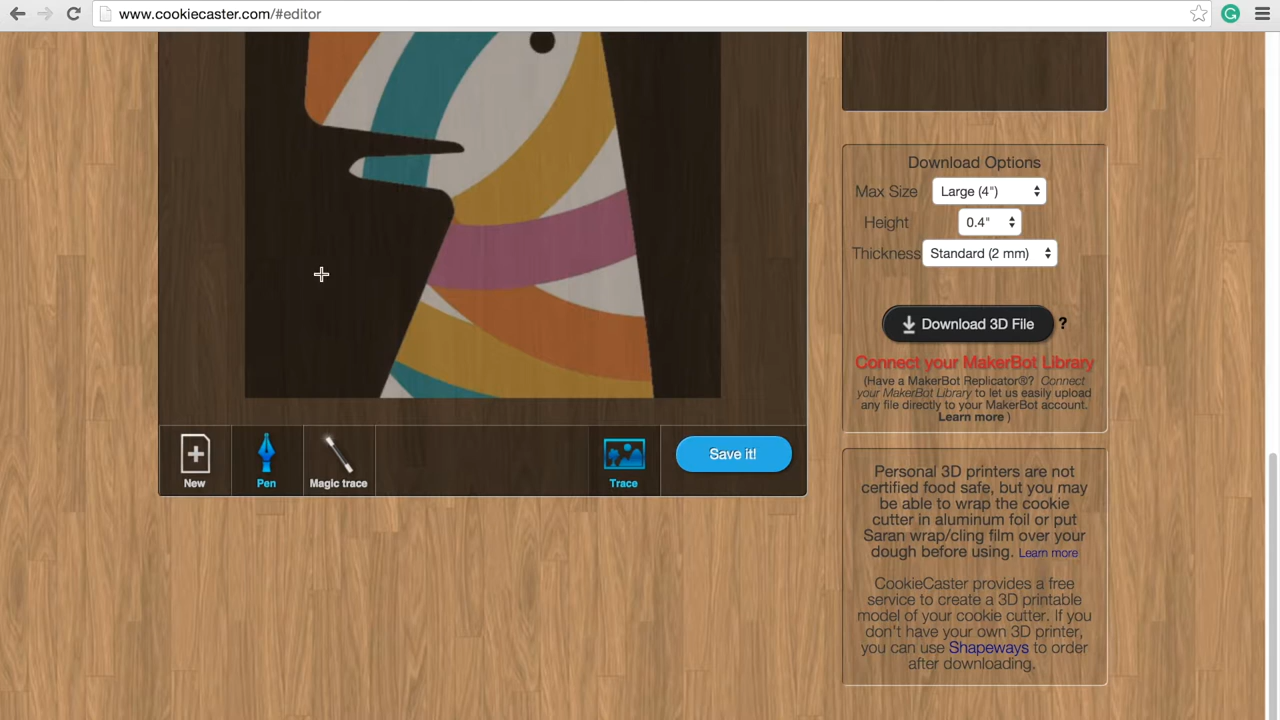 www.cookiecaster.com/#editor
Download Options
Max Size Large (4")
Height 0.4"
Thickness Standard (2 mm)
Download 3D File ?
Connect your MakerBot Library
(Have a MakerBot Replicator®? Connect
your MakerBot Library to let us easily upload
any file directly to your MakerBot account.
Learn more )
New
Pen
Magic trace
Trace
Save it!
Personal 3D printers are not
certified food safe, but you may
be able to wrap the cookie
cutter in aluminum foil or put
Saran wrap/cling film over your
dough before using. Learn more
CookieCaster provides a free
service to create a 3D printable
model of your cookie cutter. If you
don't have your own 3D printer,
you can use Shapeways to order
after downloading.